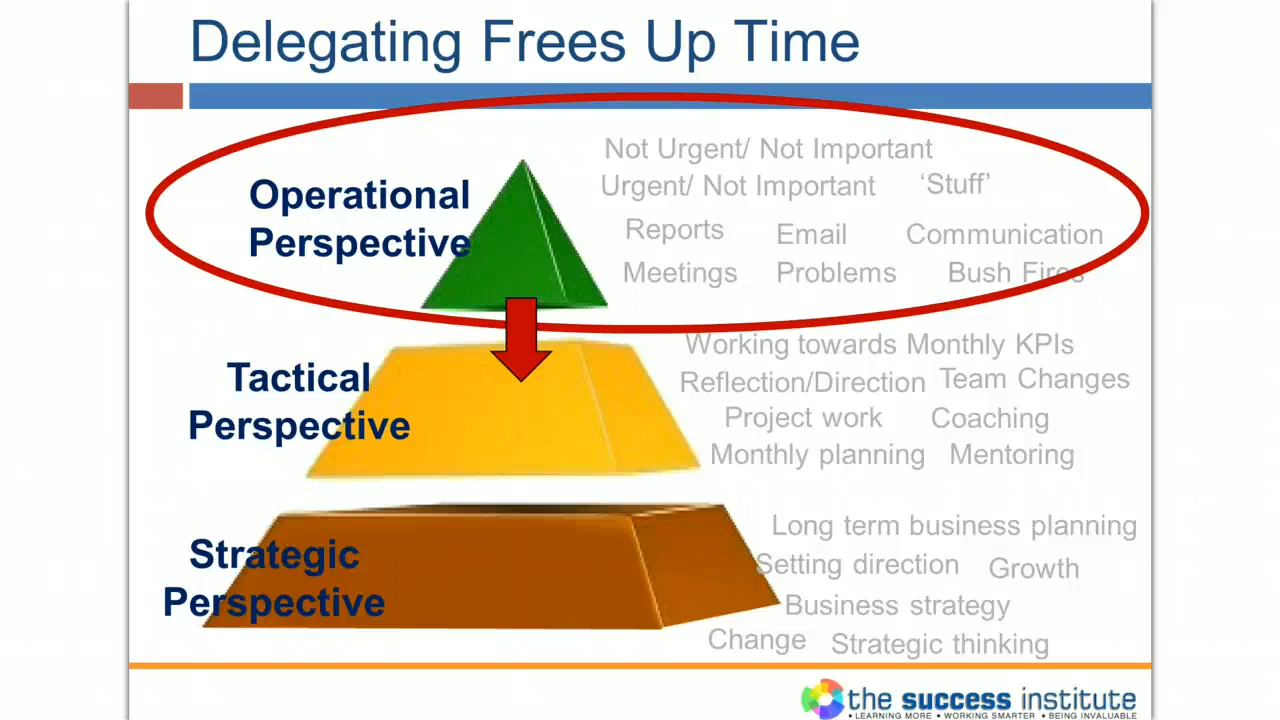 Delegating Frees Up Time
Operational
Perspective
Not Urgent/ Not Important
Urgent/ Not Important
‘Stuff’
Reports
Email
Communication
Meetings
Problems
Bush Fires
Tactical
Perspective
Working towards Monthly KPIs
Reflection/Direction
Team Changes
Project work
Coaching
Monthly planning
Mentoring
Strategic
Perspective
Long term business planning
Setting direction
Growth
Business strategy
Change
Strategic thinking
the success institute
• LEARNING MORE • WORKING SMARTER • BEING INVALUABLE